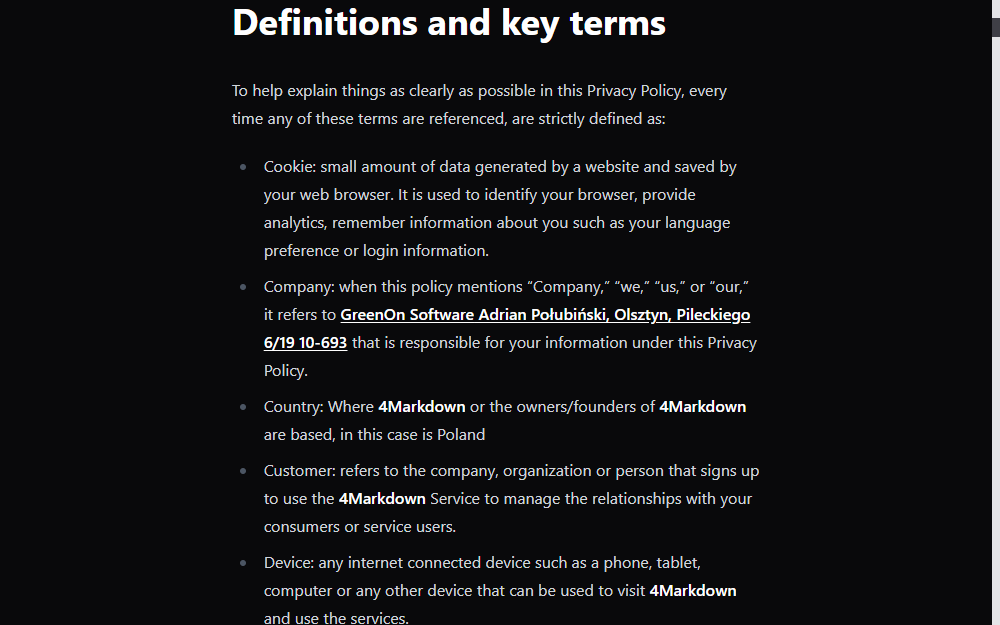 Definitions and key terms
To help explain things as clearly as possible in this Privacy Policy, every
time any of these terms are referenced, are strictly defined as:
Cookie: small amount of data generated by a website and saved by
your web browser. It is used to identify your browser, provide
analytics, remember information about you such as your language
preference or login information.
Company: when this policy mentions “Company,” “we,” “us,” or “our,”
it refers to GreenOn Software Adrian Połubiński, Olsztyn, Pileckiego
6/19 10-693 that is responsible for your information under this Privacy
Policy.
Country: Where 4Markdown or the owners/founders of 4Markdown
are based, in this case is Poland
Customer: refers to the company, organization or person that signs up
to use the 4Markdown Service to manage the relationships with your
consumers or service users.
Device: any internet connected device such as a phone, tablet,
computer or any other device that can be used to visit 4Markdown
and use the services.